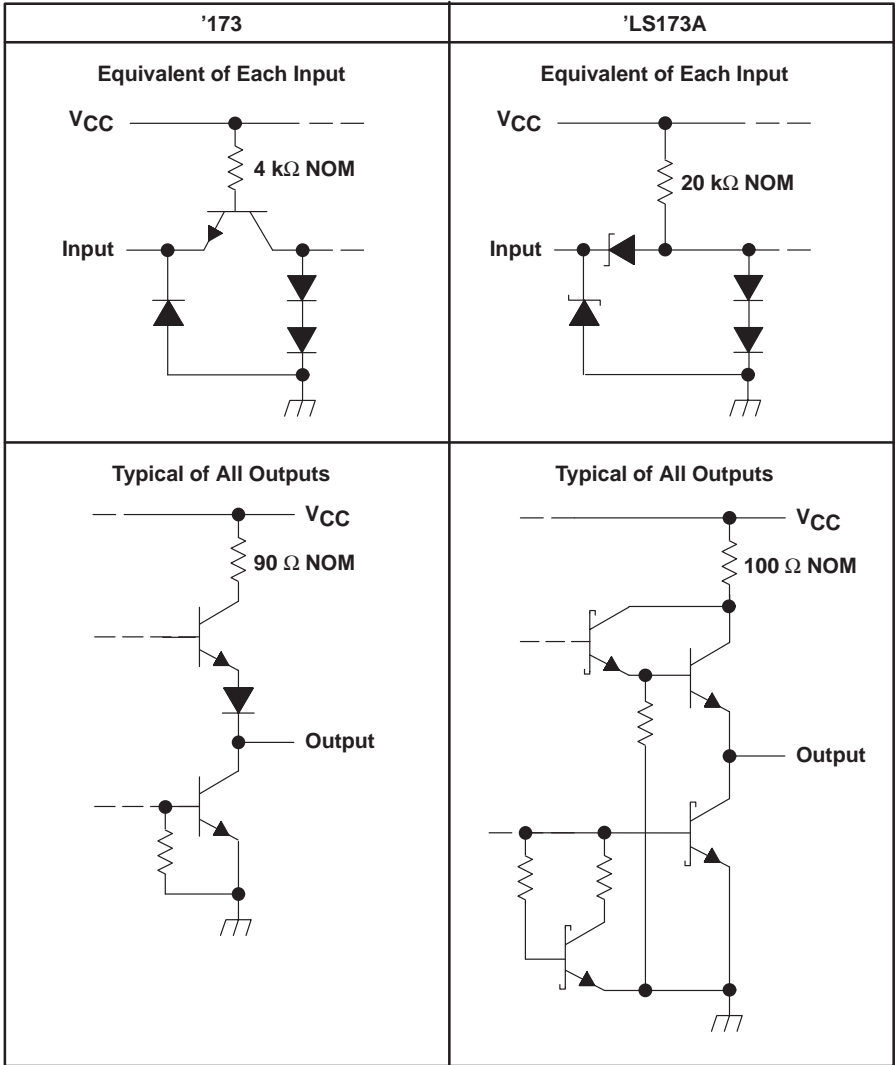 ’173
’LS173A
Equivalent of Each Input
VCC
4 kΩ NOM
Input
Equivalent of Each Input
VCC
20 kΩ NOM
Input
Typical of All Outputs
VCC
90 Ω NOM
Output
Typical of All Outputs
VCC
100 Ω NOM
Output